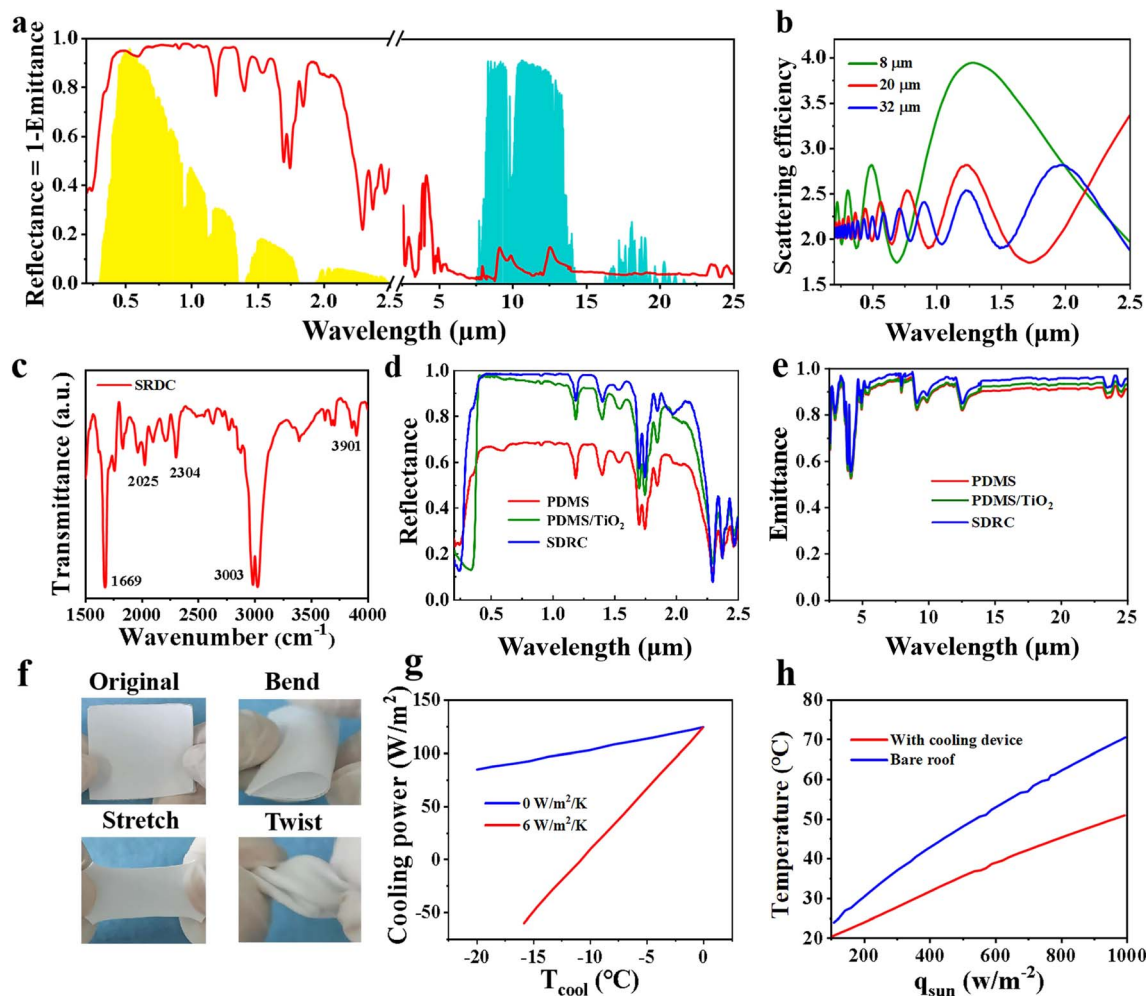 a
Reflectance = 1-Emittance
1.0
0.8
0.6
0.4
0.2
0.0
0.5 1.0 1.5 2.0 2.5 5 10 15 20 25
Wavelength (μm)
b
Scattering efficiency
4.0
3.5
3.0
2.5
2.0
1.5
8 μm
20 μm
32 μm
0.5 1.0 1.5 2.0 2.5
Wavelength (μm)
c
Transmittance (a.u.)
SRDC
1669
2025
2304
3003
3901
1500 2000 2500 3000 3500 4000
Wavenumber (cm⁻¹)
d
Reflectance
1.0
0.8
0.6
0.4
0.2
0.0
PDMS
PDMS/TiO₂
SDRC
0.5 1.0 1.5 2.0 2.5
Wavelength (μm)
e
Emittance
1.0
0.8
0.6
0.4
0.2
0.0
PDMS
PDMS/TiO₂
SDRC
5 10 15 20 25
Wavelength (μm)
f
Original Bend
Stretch Twist
g
Cooling power (W/m²)
150
125
100
75
50
25
0
-25
-50
0 W/m²/K
6 W/m²/K
-20 -15 -10 -5 0
T_cool (°C)
h
Temperature (°C)
80
70
60
50
40
30
20
With cooling device
Bare roof
200 400 600 800 1000
q_sun (w/m⁻²)